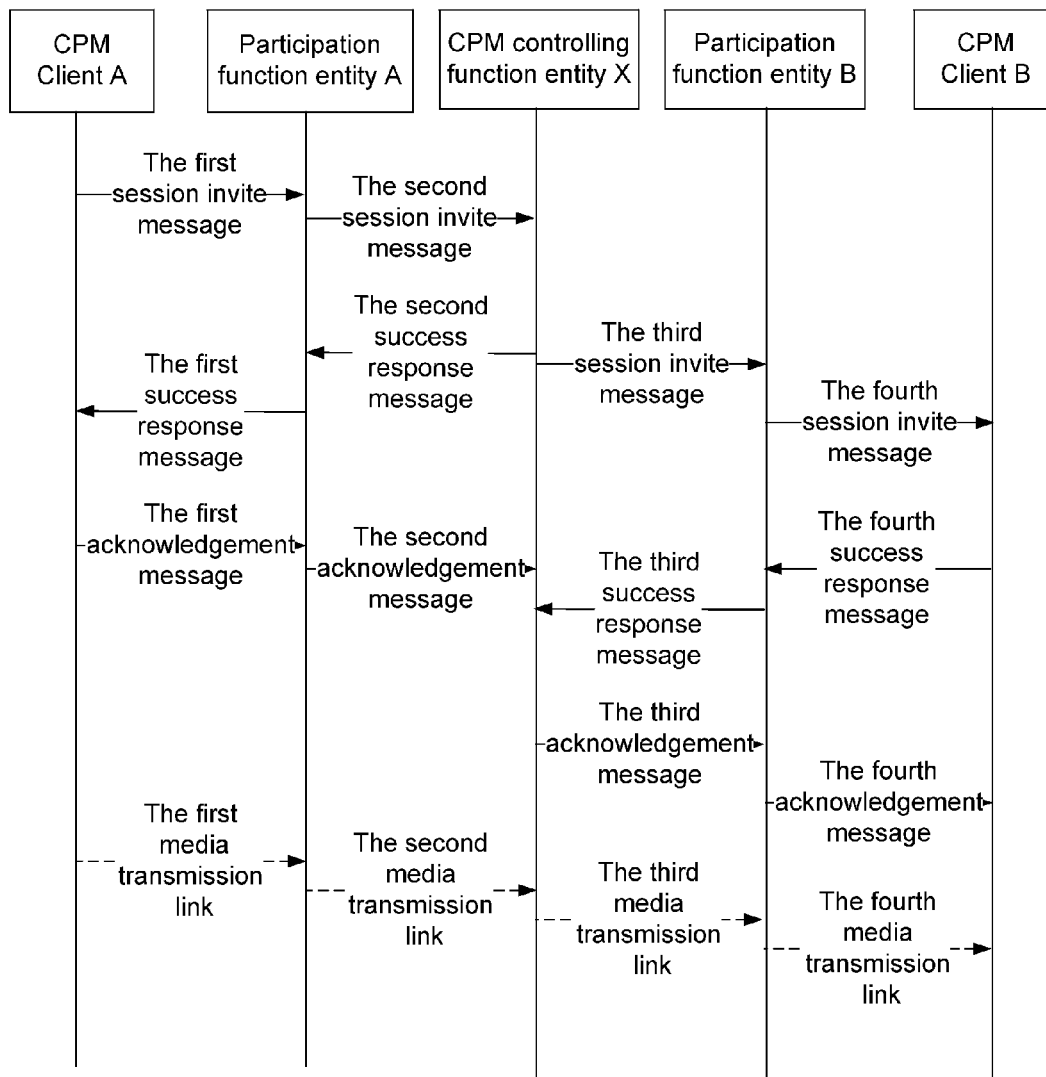 CPM
Client A
Participation
function entity A
CPM controlling
function entity X
Participation
function entity B
CPM
Client B
The first
session invite
message
The second
session invite
message
The second
success
response
message
The third
session invite
message
The first
success
response
message
The fourth
session invite
message
The first
acknowledgement
message
The second
acknowledgement
message
The fourth
success
response
message
The third
success
response
message
The third
acknowledgement
message
The fourth
acknowledgement
message
The first
media
transmission
link
The second
media
transmission
link
The third
media
transmission
link
The fourth
media
transmission
link